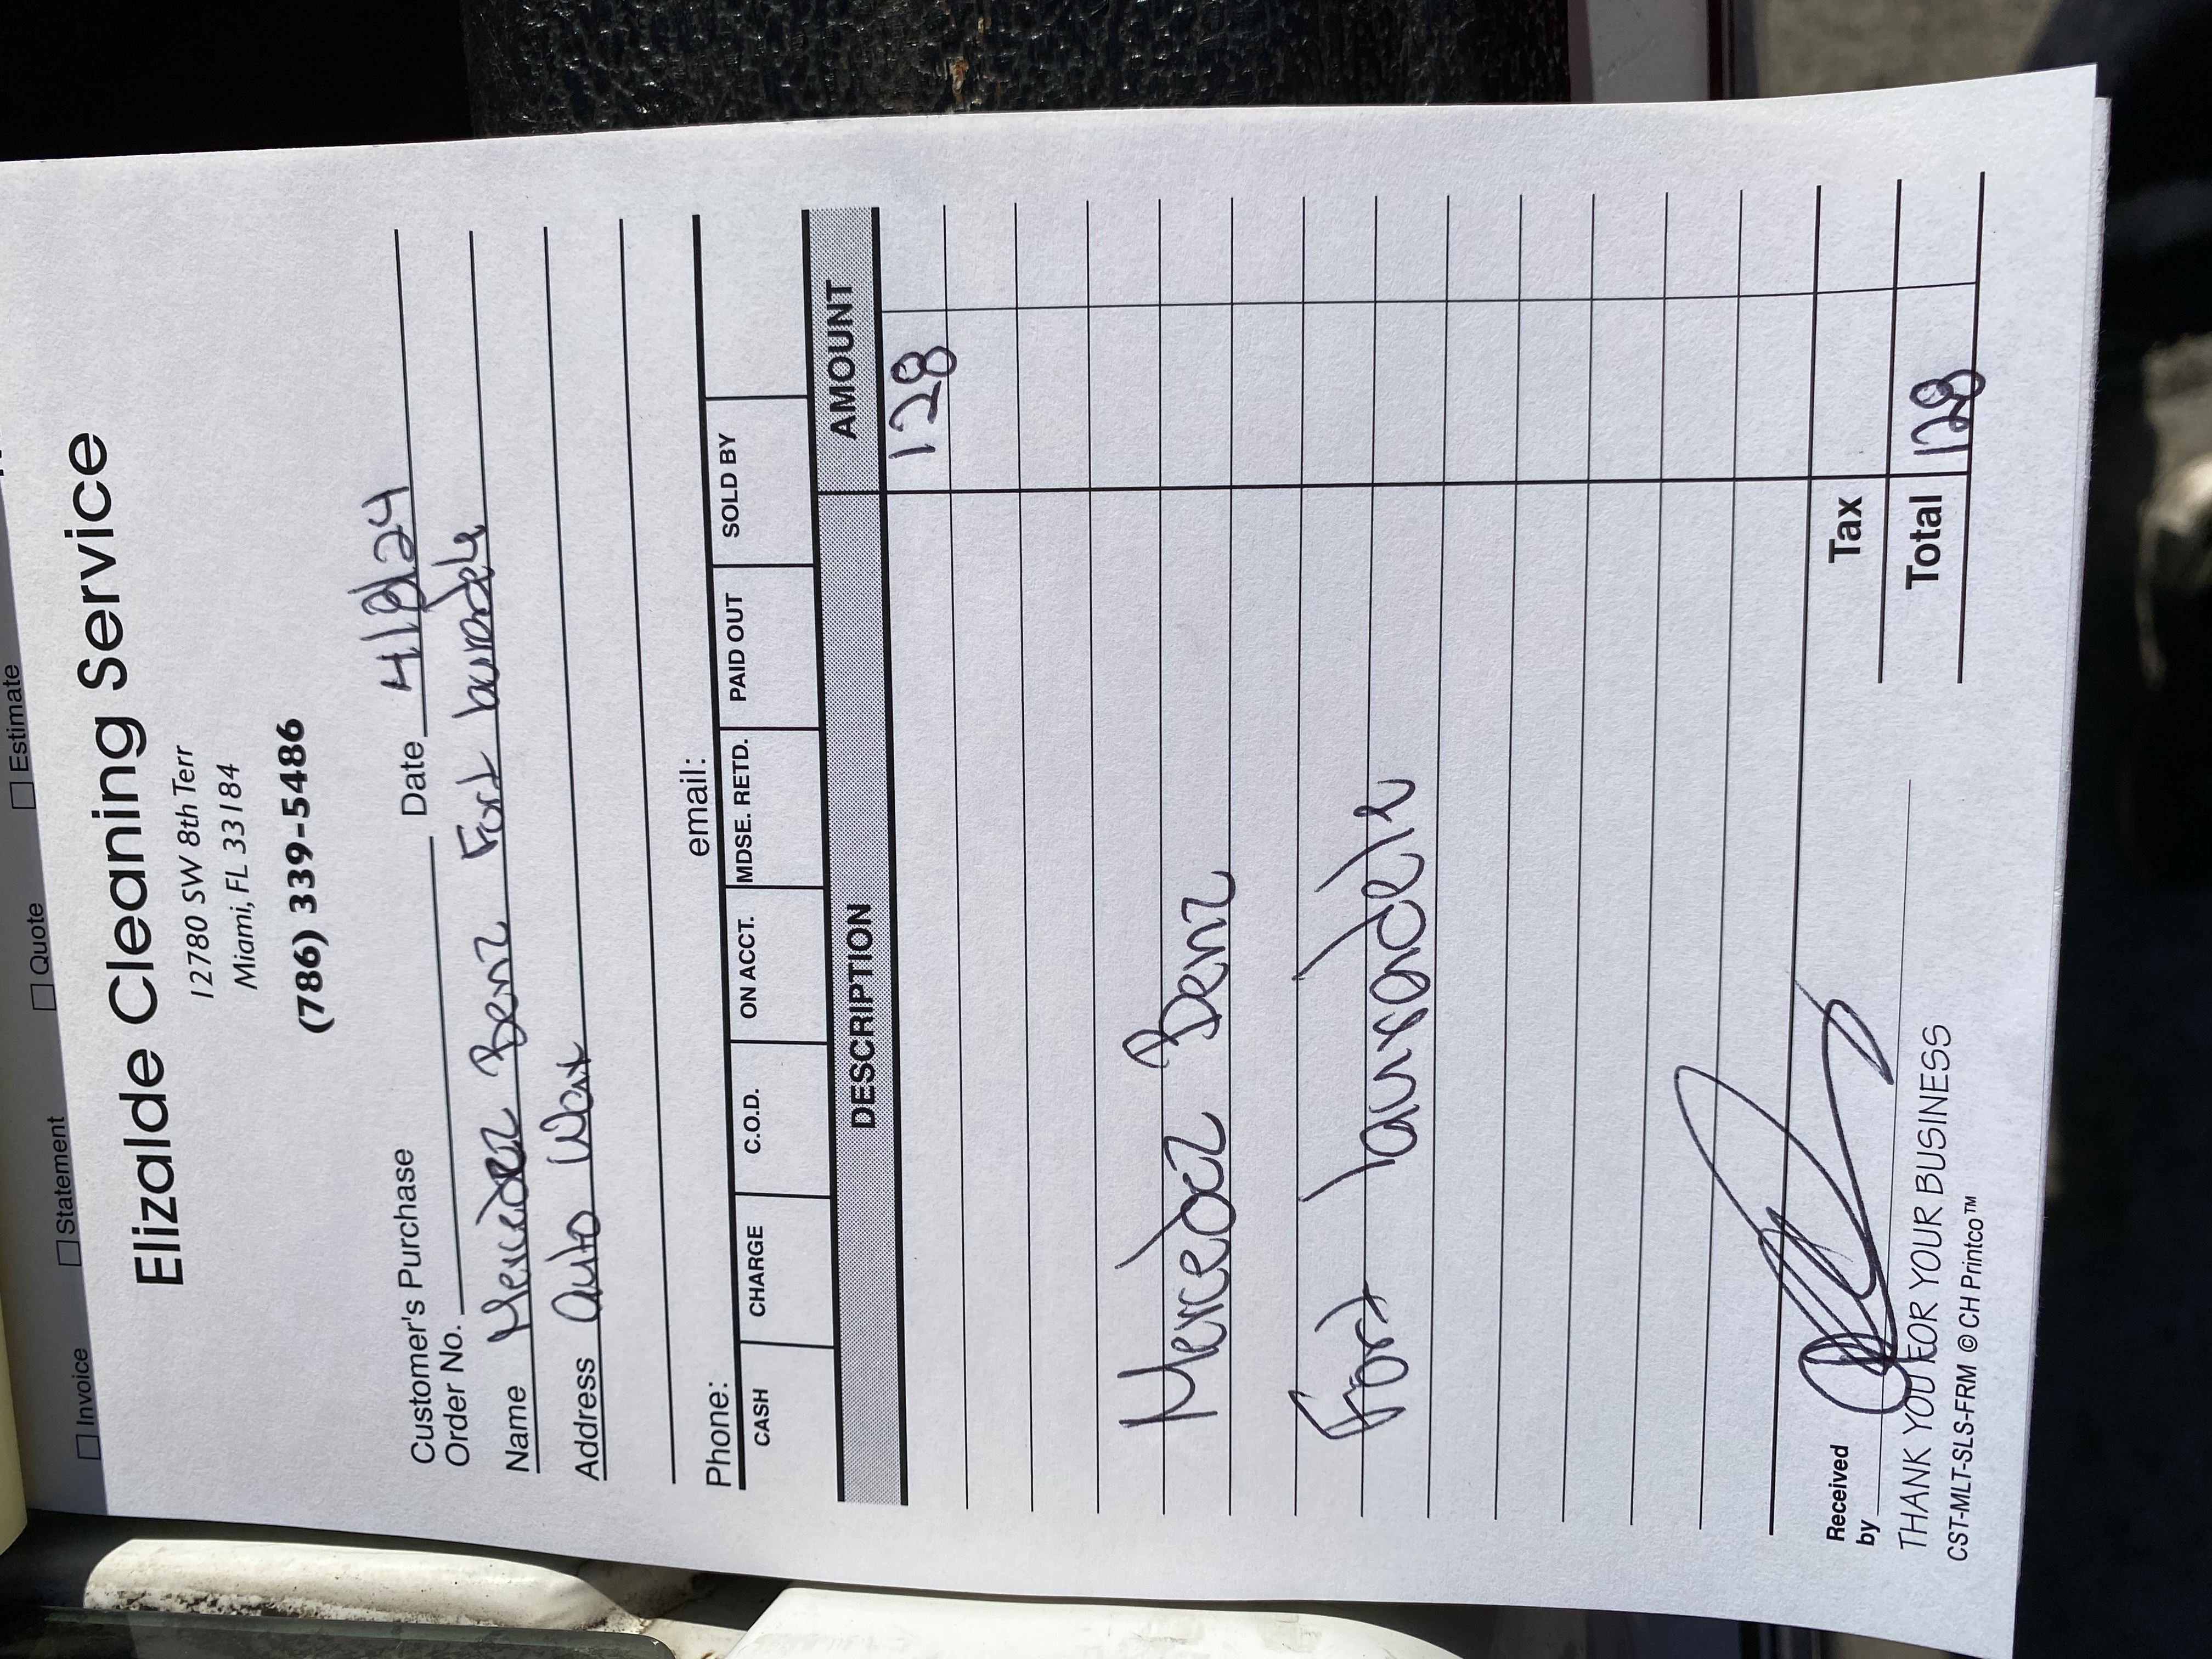 ☐ Invoice ☐ Statement ☐ Quote ☐ Estimate
Elizalde Cleaning Service
12780 SW 8th Terr
Miami, FL 33184
(786) 339-5486
Customer's Purchase
Order No. Date 4/8/24
Name Mercedez Benz Fort lauradele
Address Auto Wax
Phone: email:
CASH CHARGE C.O.D. ON ACCT. MDSE. RETD. PAID OUT SOLD BY
DESCRIPTION AMOUNT
128
Mercedez Benz
Fort lauradele
Tax
Received
by
Total 128
THANK YOU FOR YOUR BUSINESS
CST-MLT-SLS-FRM © CH Printco™